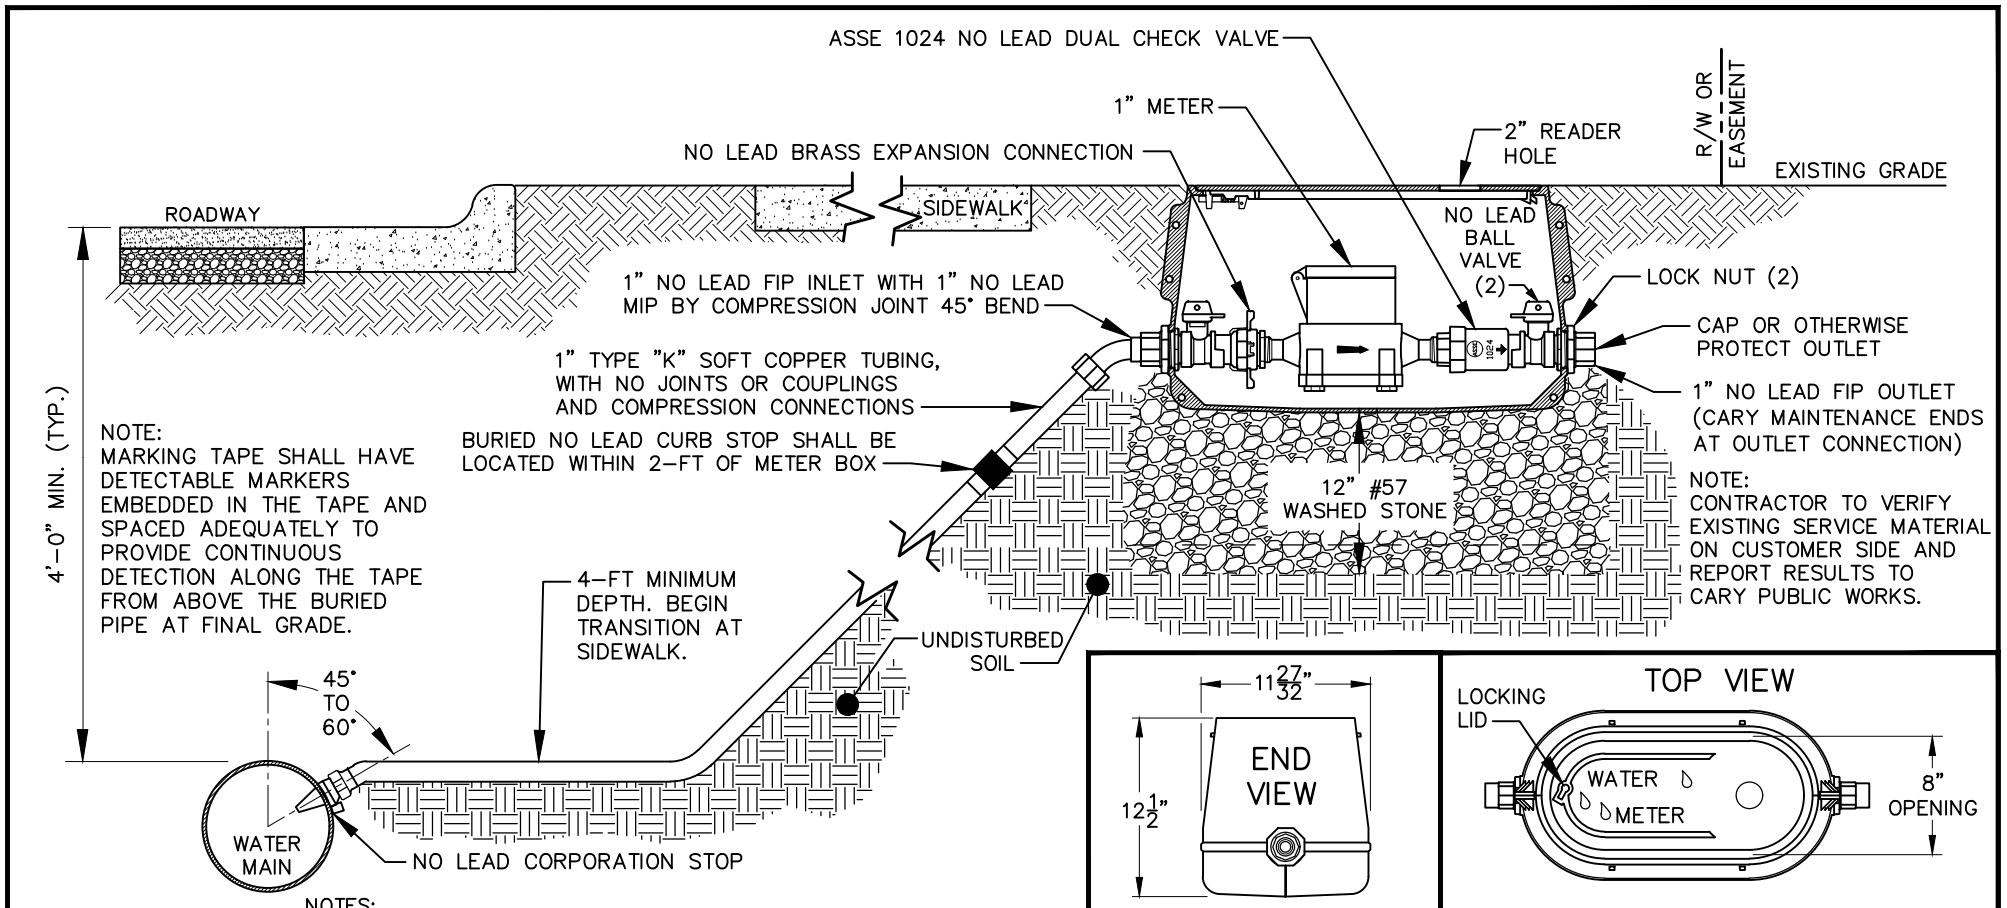 ASSE 1024 NO LEAD DUAL CHECK VALVE
1" METER
NO LEAD BRASS EXPANSION CONNECTION
2" READER
HOLE
R/W OR
EASEMENT
EXISTING GRADE
ROADWAY
SIDEWALK
NO LEAD
BALL
VALVE
(2)
LOCK NUT (2)
1" NO LEAD FIP INLET WITH 1" NO LEAD
MIP BY COMPRESSION JOINT 45° BEND
CAP OR OTHERWISE
PROTECT OUTLET
ASSE
1024
1" TYPE "K" SOFT COPPER TUBING,
WITH NO JOINTS OR COUPLINGS
AND COMPRESSION CONNECTIONS
1" NO LEAD FIP OUTLET
(CARY MAINTENANCE ENDS
AT OUTLET CONNECTION)
4'-0" MIN. (TYP.)
NOTE:
MARKING TAPE SHALL HAVE
DETECTABLE MARKERS
EMBEDDED IN THE TAPE AND
SPACED ADEQUATELY TO
PROVIDE CONTINUOUS
DETECTION ALONG THE TAPE
FROM ABOVE THE BURIED
PIPE AT FINAL GRADE.
BURIED NO LEAD CURB STOP SHALL BE
LOCATED WITHIN 2-FT OF METER BOX
12" #57
WASHED STONE
NOTE:
CONTRACTOR TO VERIFY
EXISTING SERVICE MATERIAL
ON CUSTOMER SIDE AND
REPORT RESULTS TO
CARY PUBLIC WORKS.
4-FT MINIMUM
DEPTH. BEGIN
TRANSITION AT
SIDEWALK.
UNDISTURBED
SOIL
45°
TO
60°
WATER
MAIN
NO LEAD CORPORATION STOP
NOTES:
11 27/32"
12 1/2"
END
VIEW
TOP VIEW
LOCKING
LID
WATER
METER
8"
OPENING